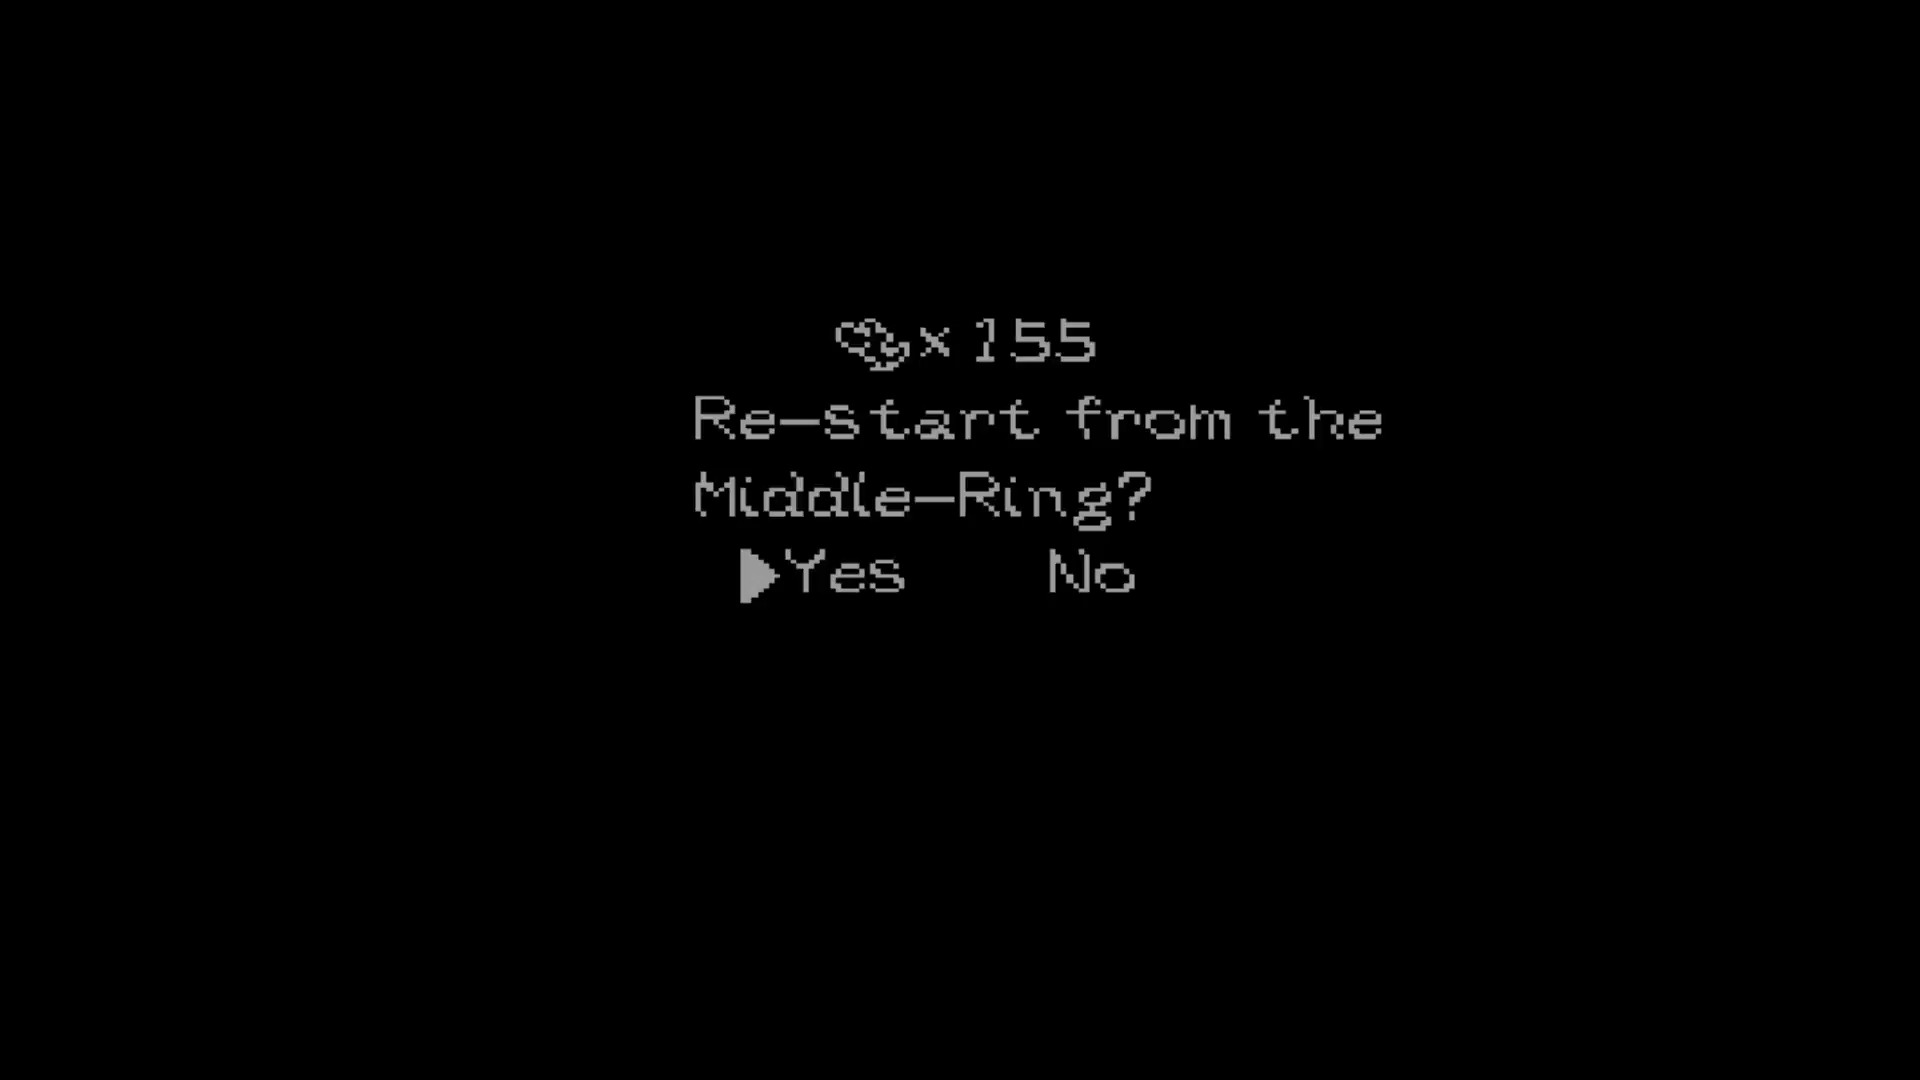 × 155
Re-start from the
Middle-Ring?
▶Yes No